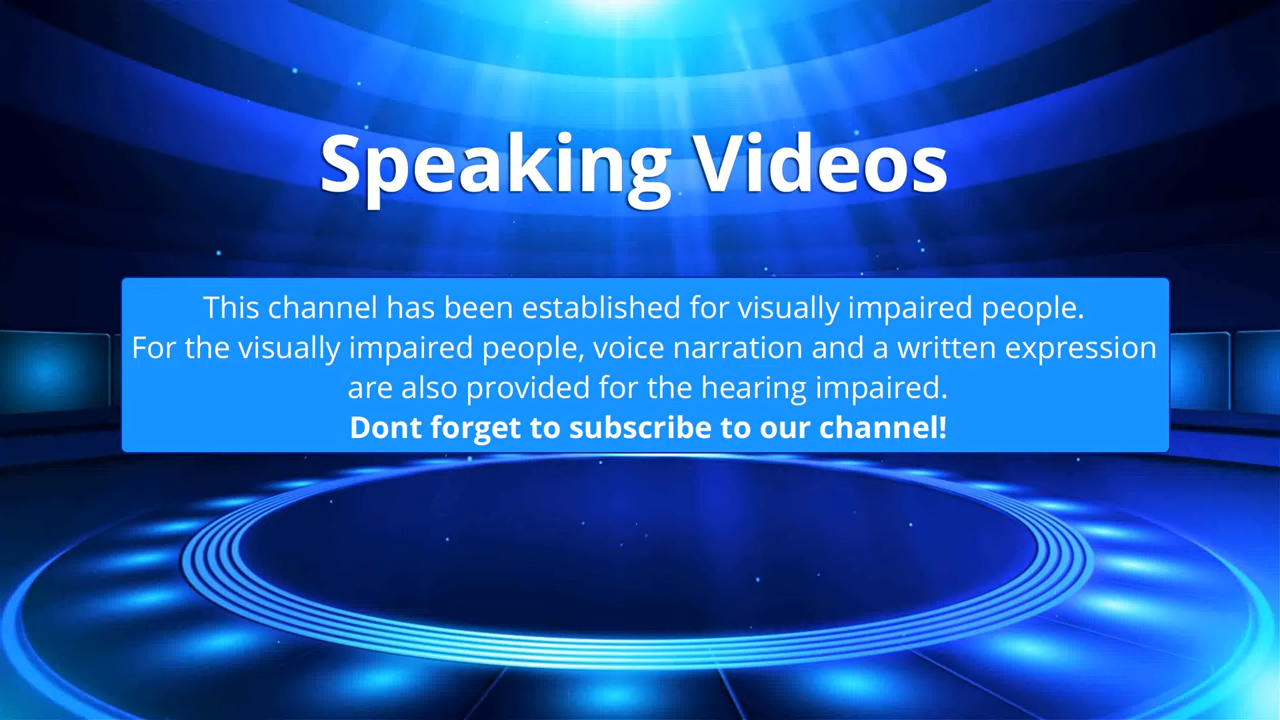 Speaking Videos
This channel has been established for visually impaired people.
For the visually impaired people, voice narration and a written expression
are also provided for the hearing impaired.
Dont forget to subscribe to our channel!